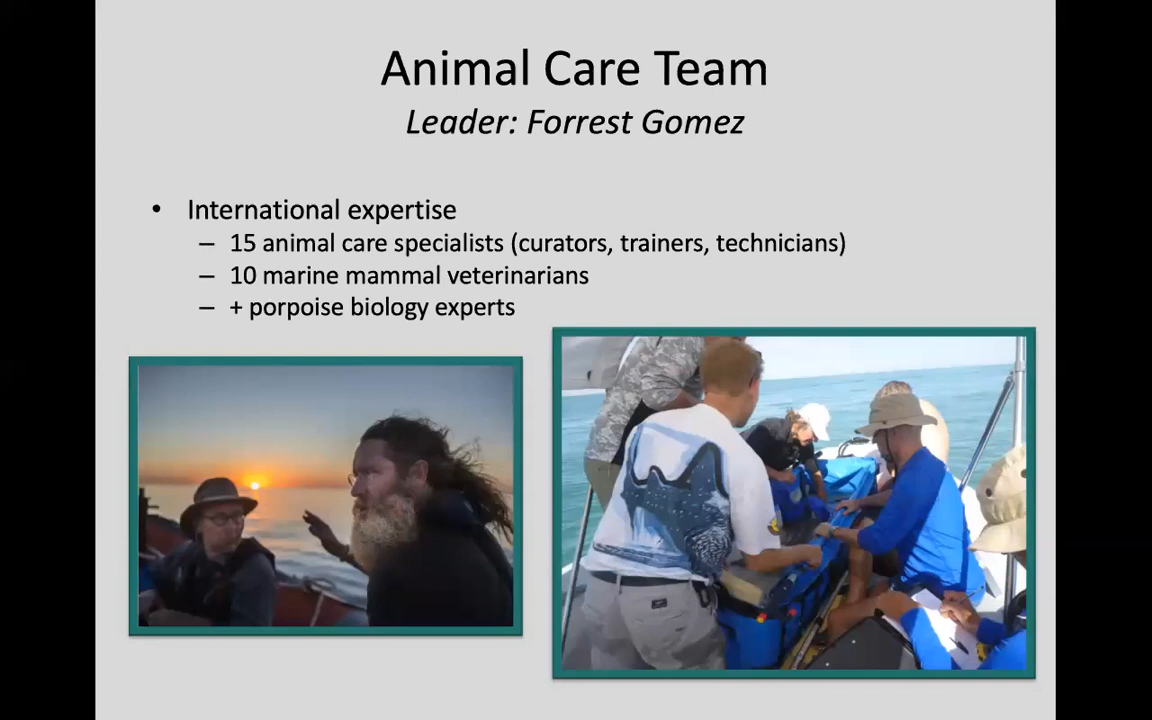 Animal Care Team
Leader: Forrest Gomez
• International expertise
– 15 animal care specialists (curators, trainers, technicians)
– 10 marine mammal veterinarians
– + porpoise biology experts